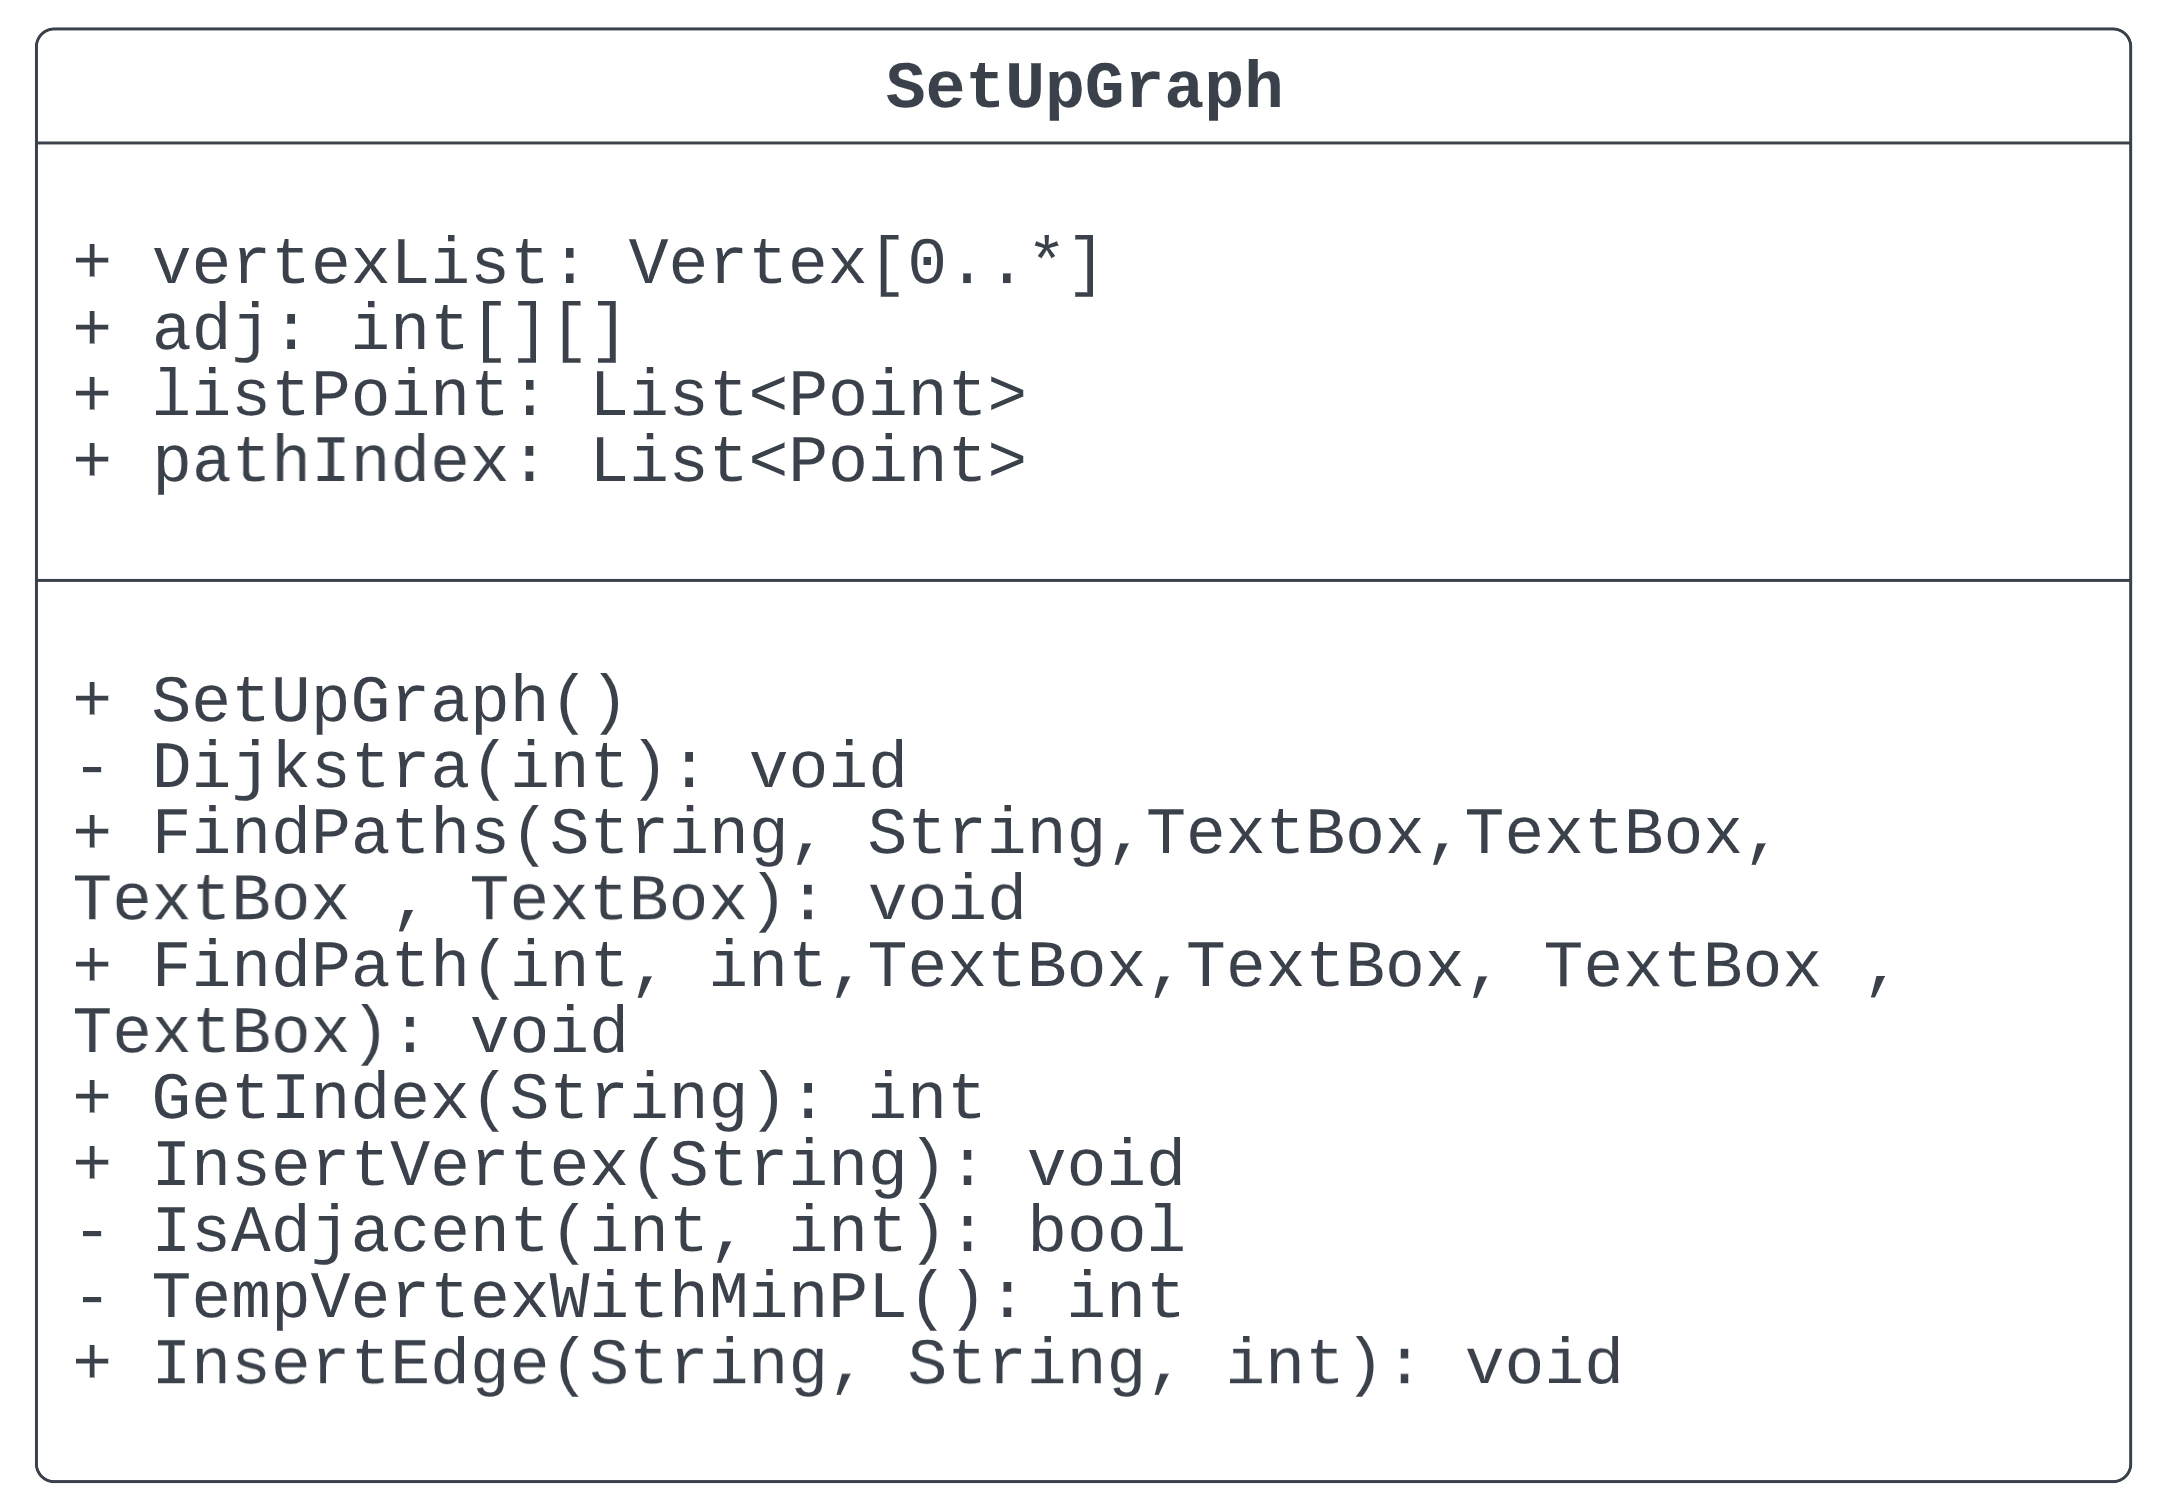 SetUpGraph
+ vertexList: Vertex[0..*]
+ adj: int[][]
+ listPoint: List<Point>
+ pathIndex: List<Point>
+ SetUpGraph()
- Dijkstra(int): void
+ FindPaths(String, String,TextBox,TextBox,
TextBox , TextBox): void
+ FindPath(int, int,TextBox,TextBox, TextBox ,
TextBox): void
+ GetIndex(String): int
+ InsertVertex(String): void
- IsAdjacent(int, int): bool
- TempVertexWithMinPL(): int
+ InsertEdge(String, String, int): void